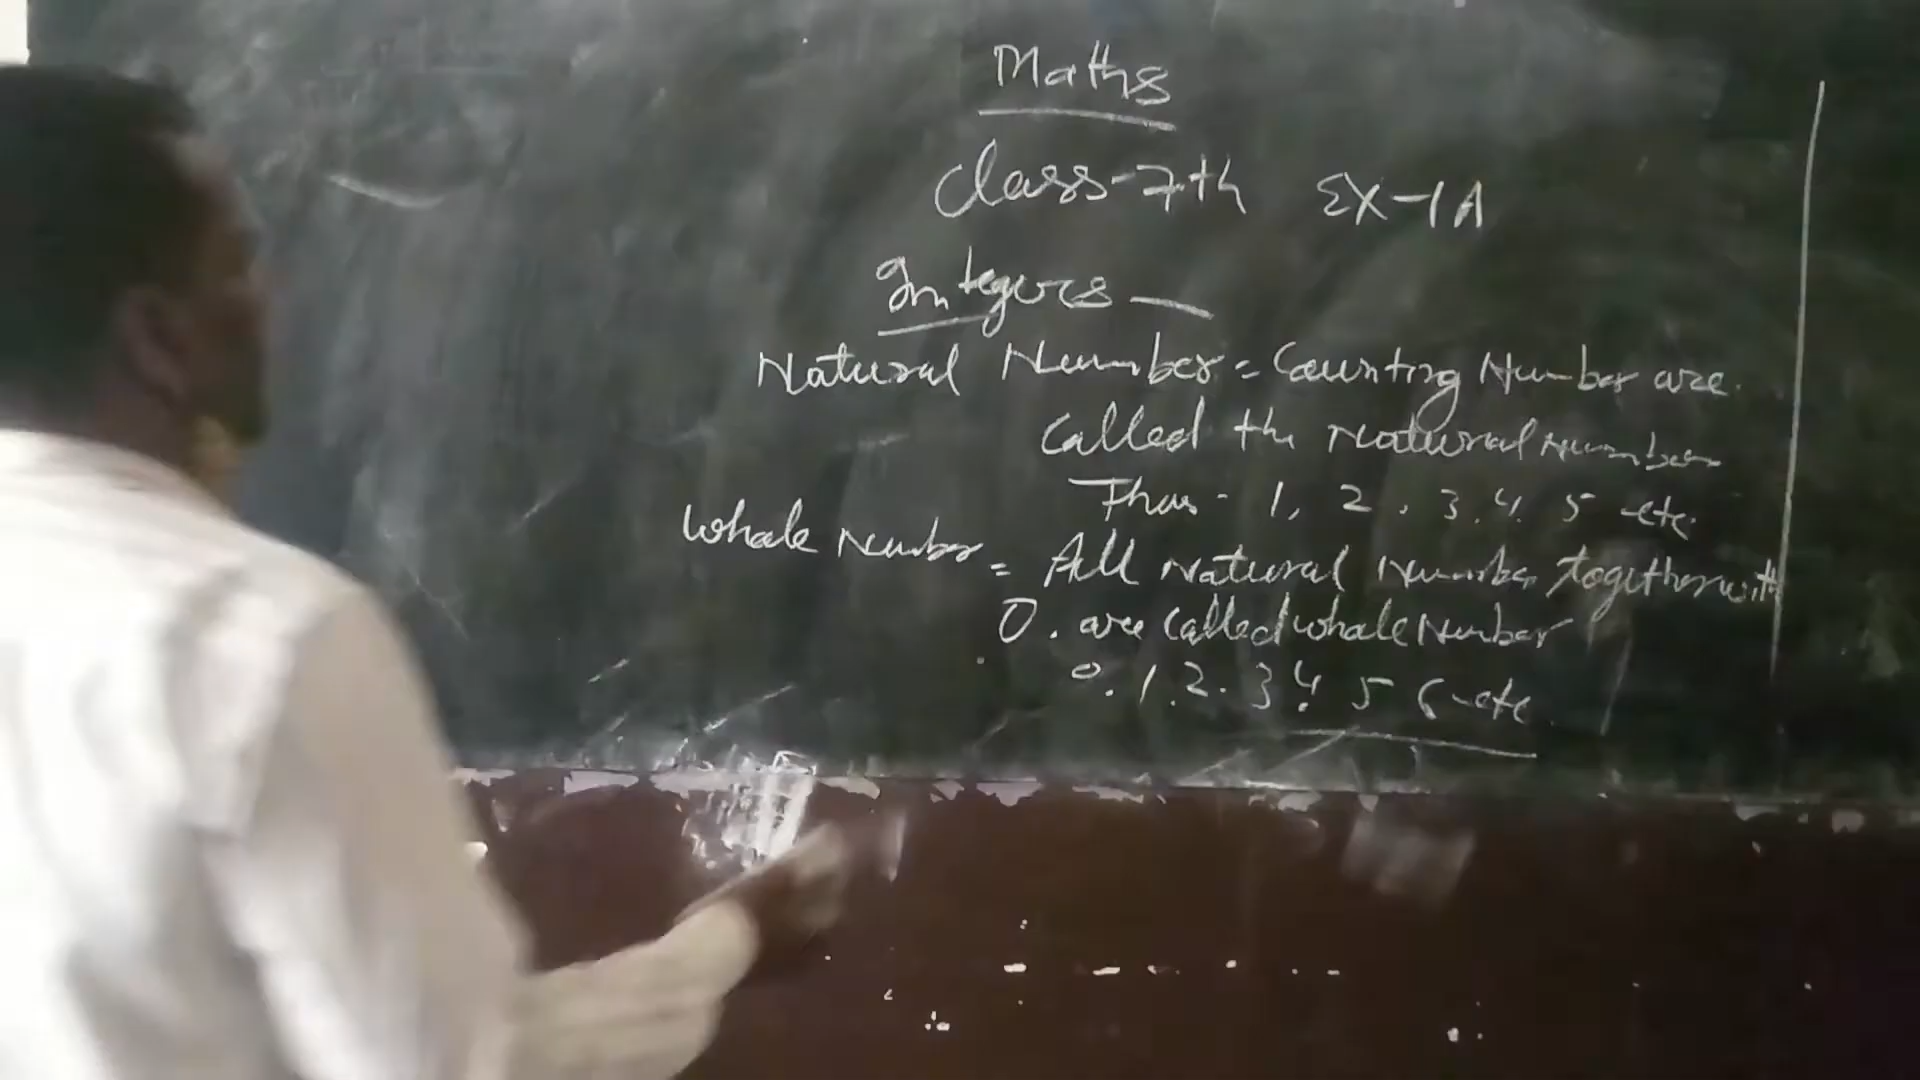 Maths
Class-7th EX-1A
Integers
Natural Number = Counting Number are
Called the Natural Number
Thus - 1, 2, 3, 4, 5 etc.
Whole Number = All Natural Number together with
0. are called whole Number
0. 1. 2. 3 4. 5 6 - etc.